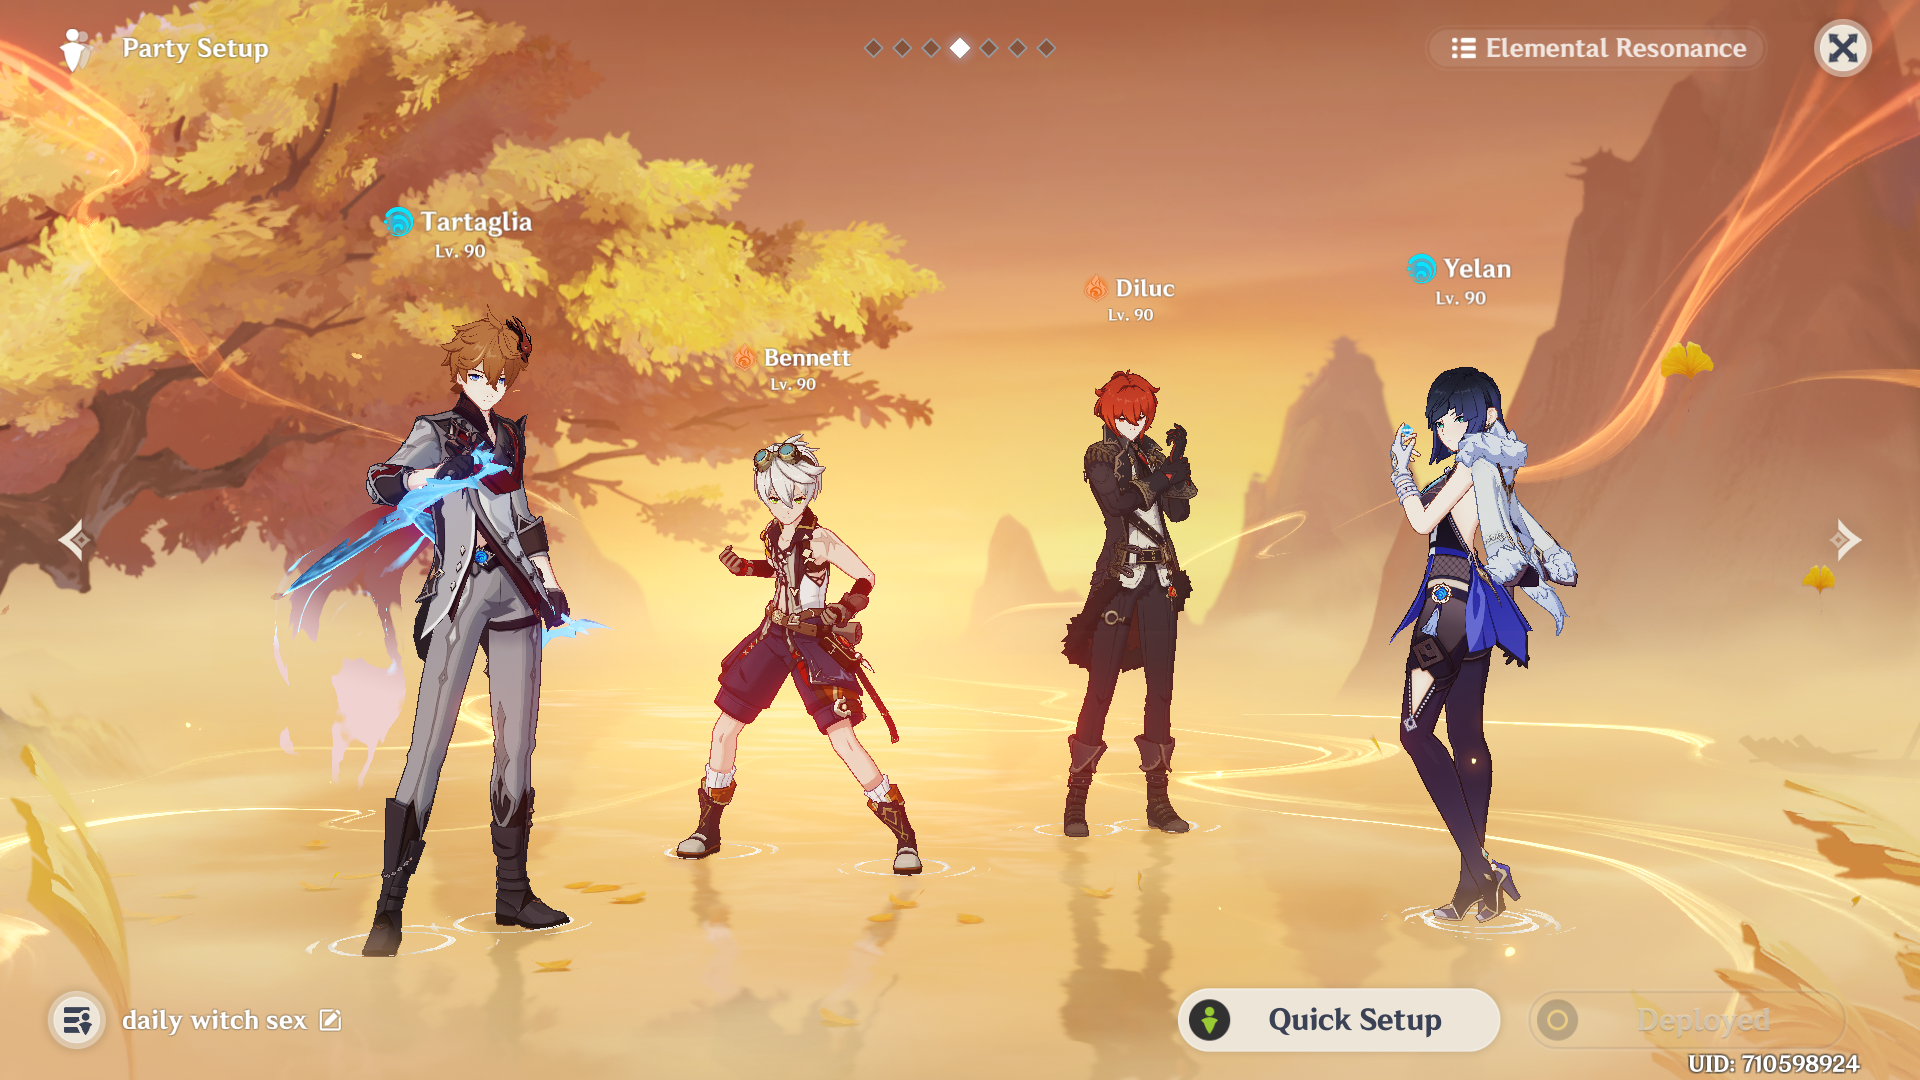 Party Setup
Elemental Resonance
Tartaglia
Lv. 90
Bennett
Lv. 90
Diluc
Lv. 90
Yelan
Lv. 90
daily witch sex
Quick Setup
Deployed
UID: 710598924